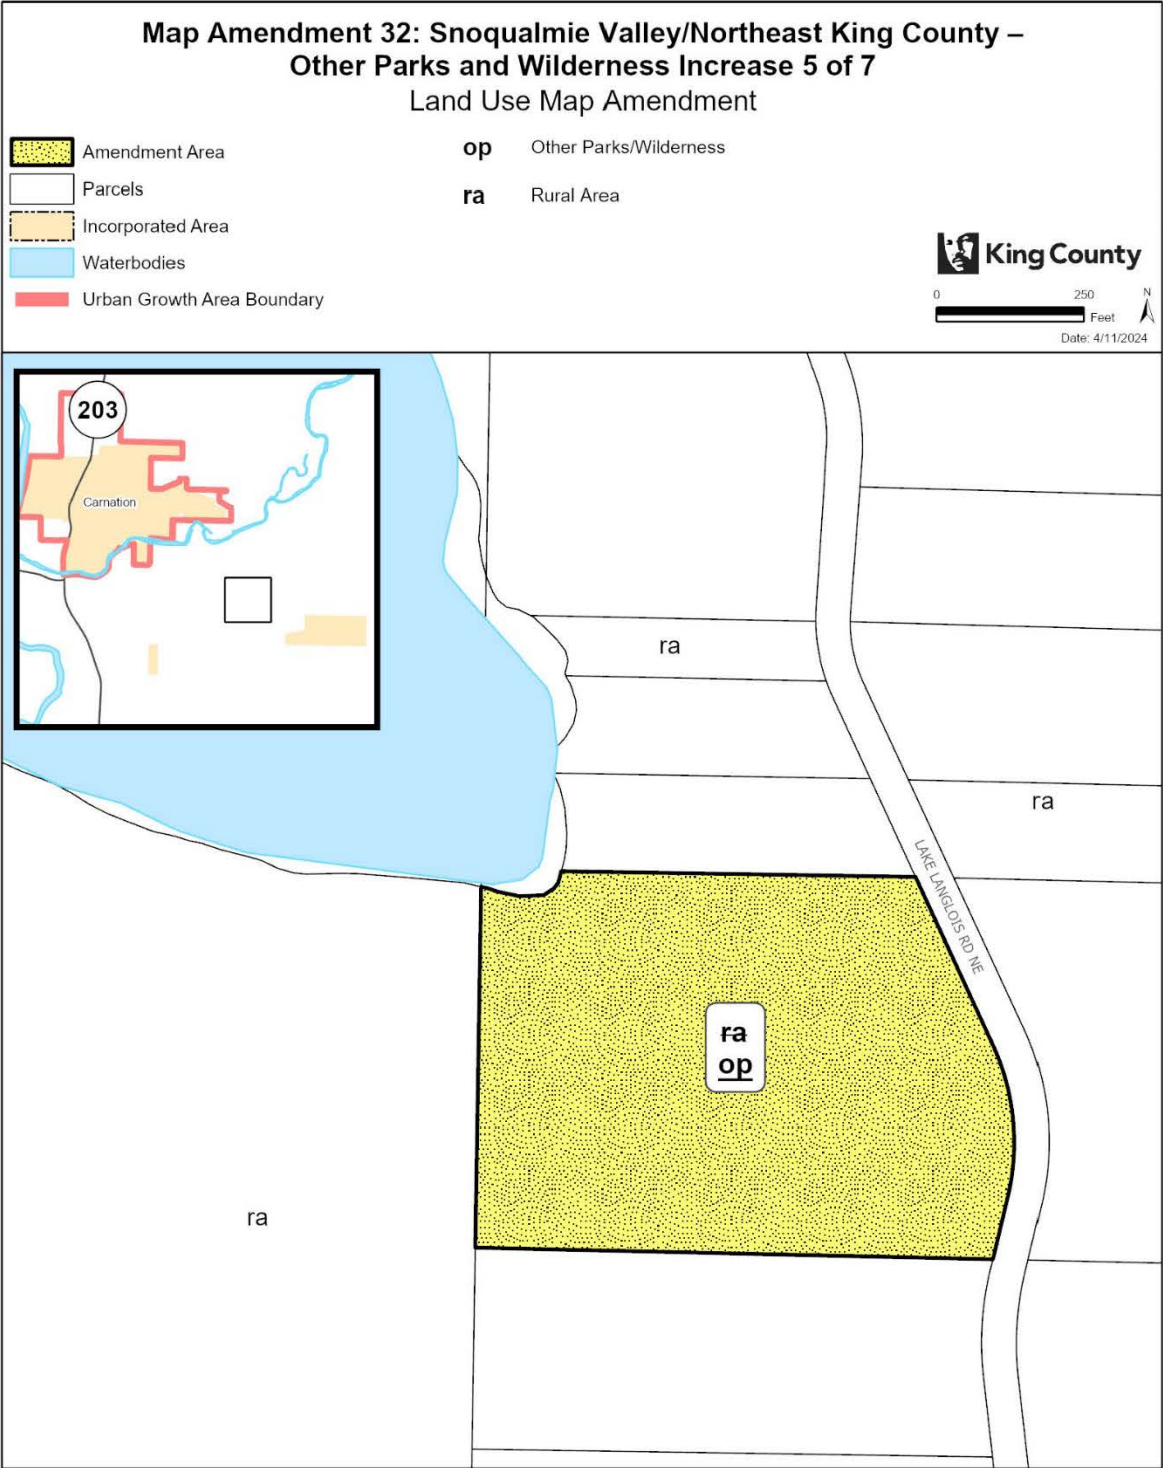 Map Amendment 32: Snoqualmie Valley/Northeast King County –
Other Parks and Wilderness Increase 5 of 7
Land Use Map Amendment
Amendment Area
Parcels
Incorporated Area
Waterbodies
Urban Growth Area Boundary
op Other Parks/Wilderness
ra Rural Area
King County
0 250
Feet
N
Date: 4/11/2024
203
Carnation
ra
ra
LAKE LANGLOIS RD NE
ra
op
ra